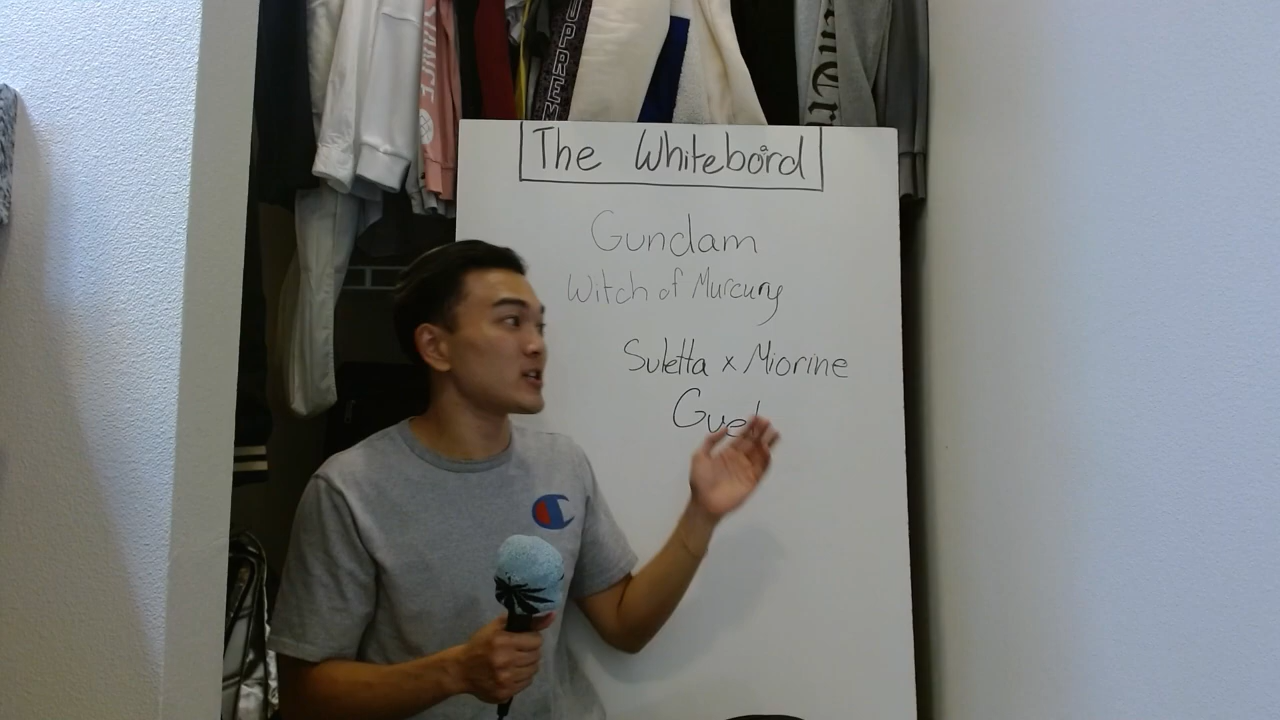 The Whitebord
Gundam
Witch of Murcury
Suletta x Miorine
Guel